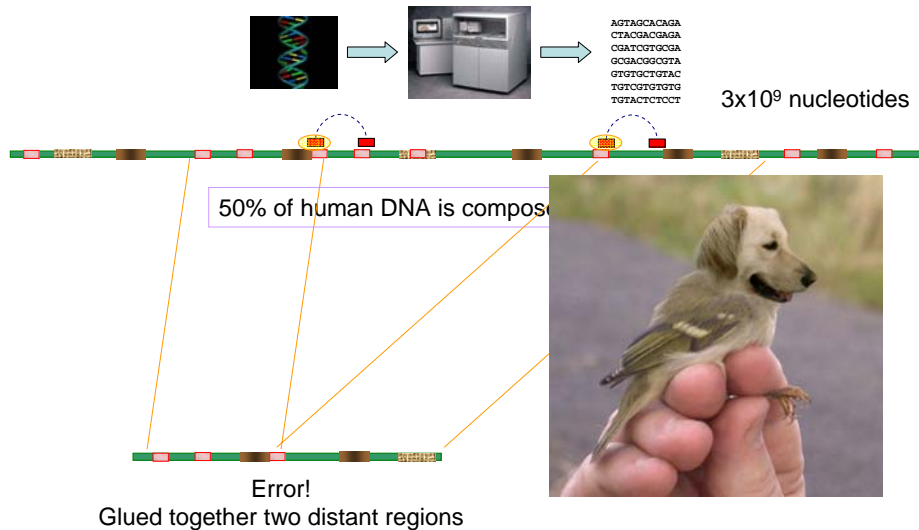 AGTAGCACAGA
CTACGACGAGA
CGATCGTGCGA
GCGACGGCGTA
GTGTGCTGTAC
TGTCGTGTGTG
TGTACTCTCCT
3x10⁹ nucleotides
50% of human DNA is
Error!
Glued together two distant regions